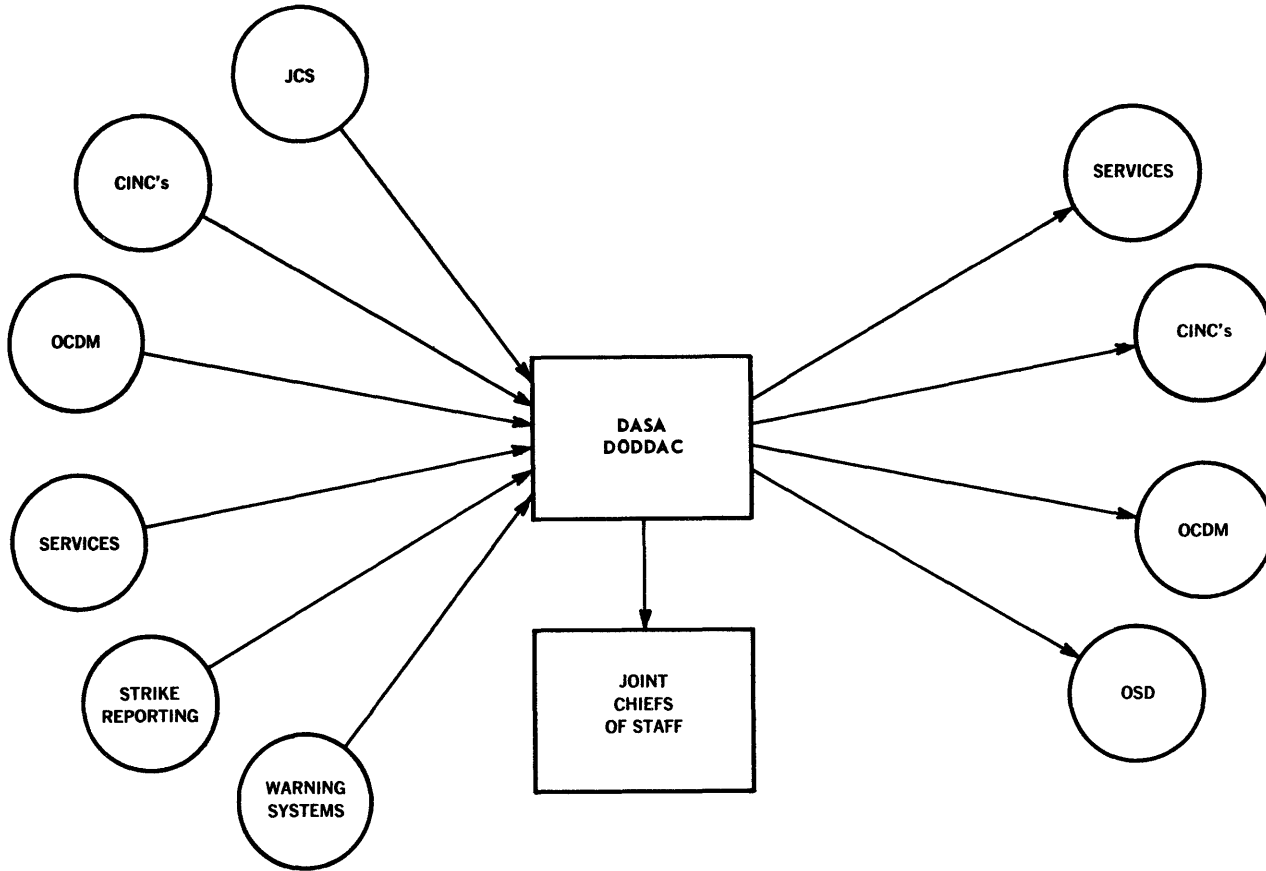 JCS
CINC's
OCDM
SERVICES
STRIKE
REPORTING
WARNING
SYSTEMS
DASA
DODDAC
JOINT
CHIEFS
OF STAFF
SERVICES
CINC's
OCDM
OSD